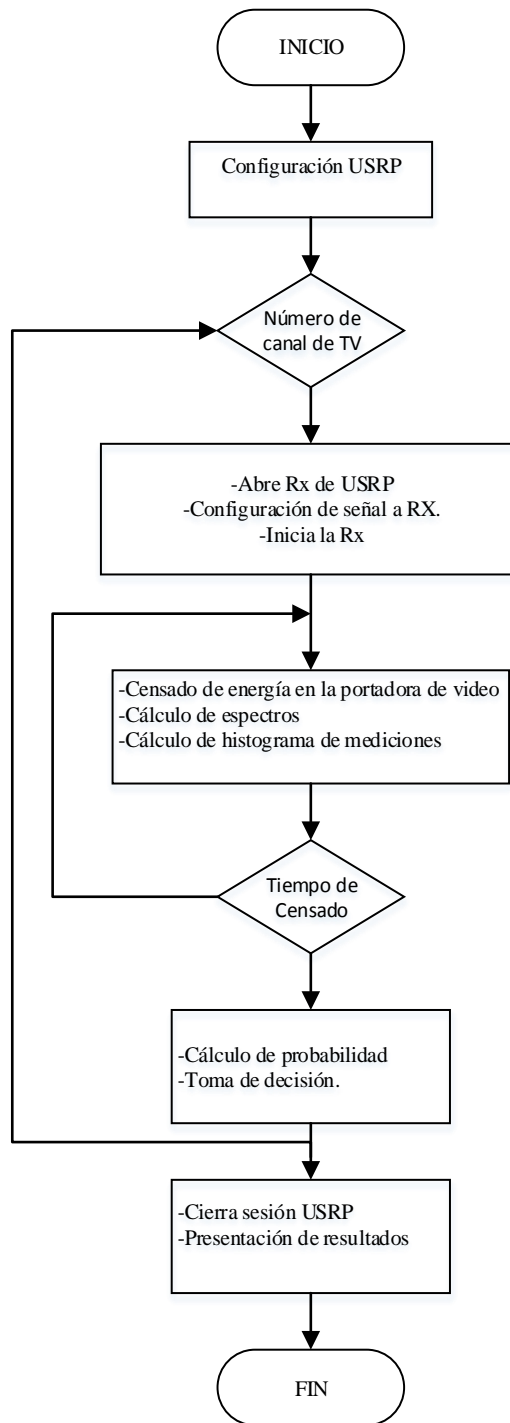 INICIO
Configuración USRP
Número de
canal de TV
-Abre Rx de USRP
-Configuración de señal a RX.
-Inicia la Rx
-Censado de energía en la portadora de video
-Cálculo de espectros
-Cálculo de histograma de mediciones
Tiempo de
Censado
-Cálculo de probabilidad
-Toma de decisión.
-Cierra sesión USRP
-Presentación de resultados
FIN